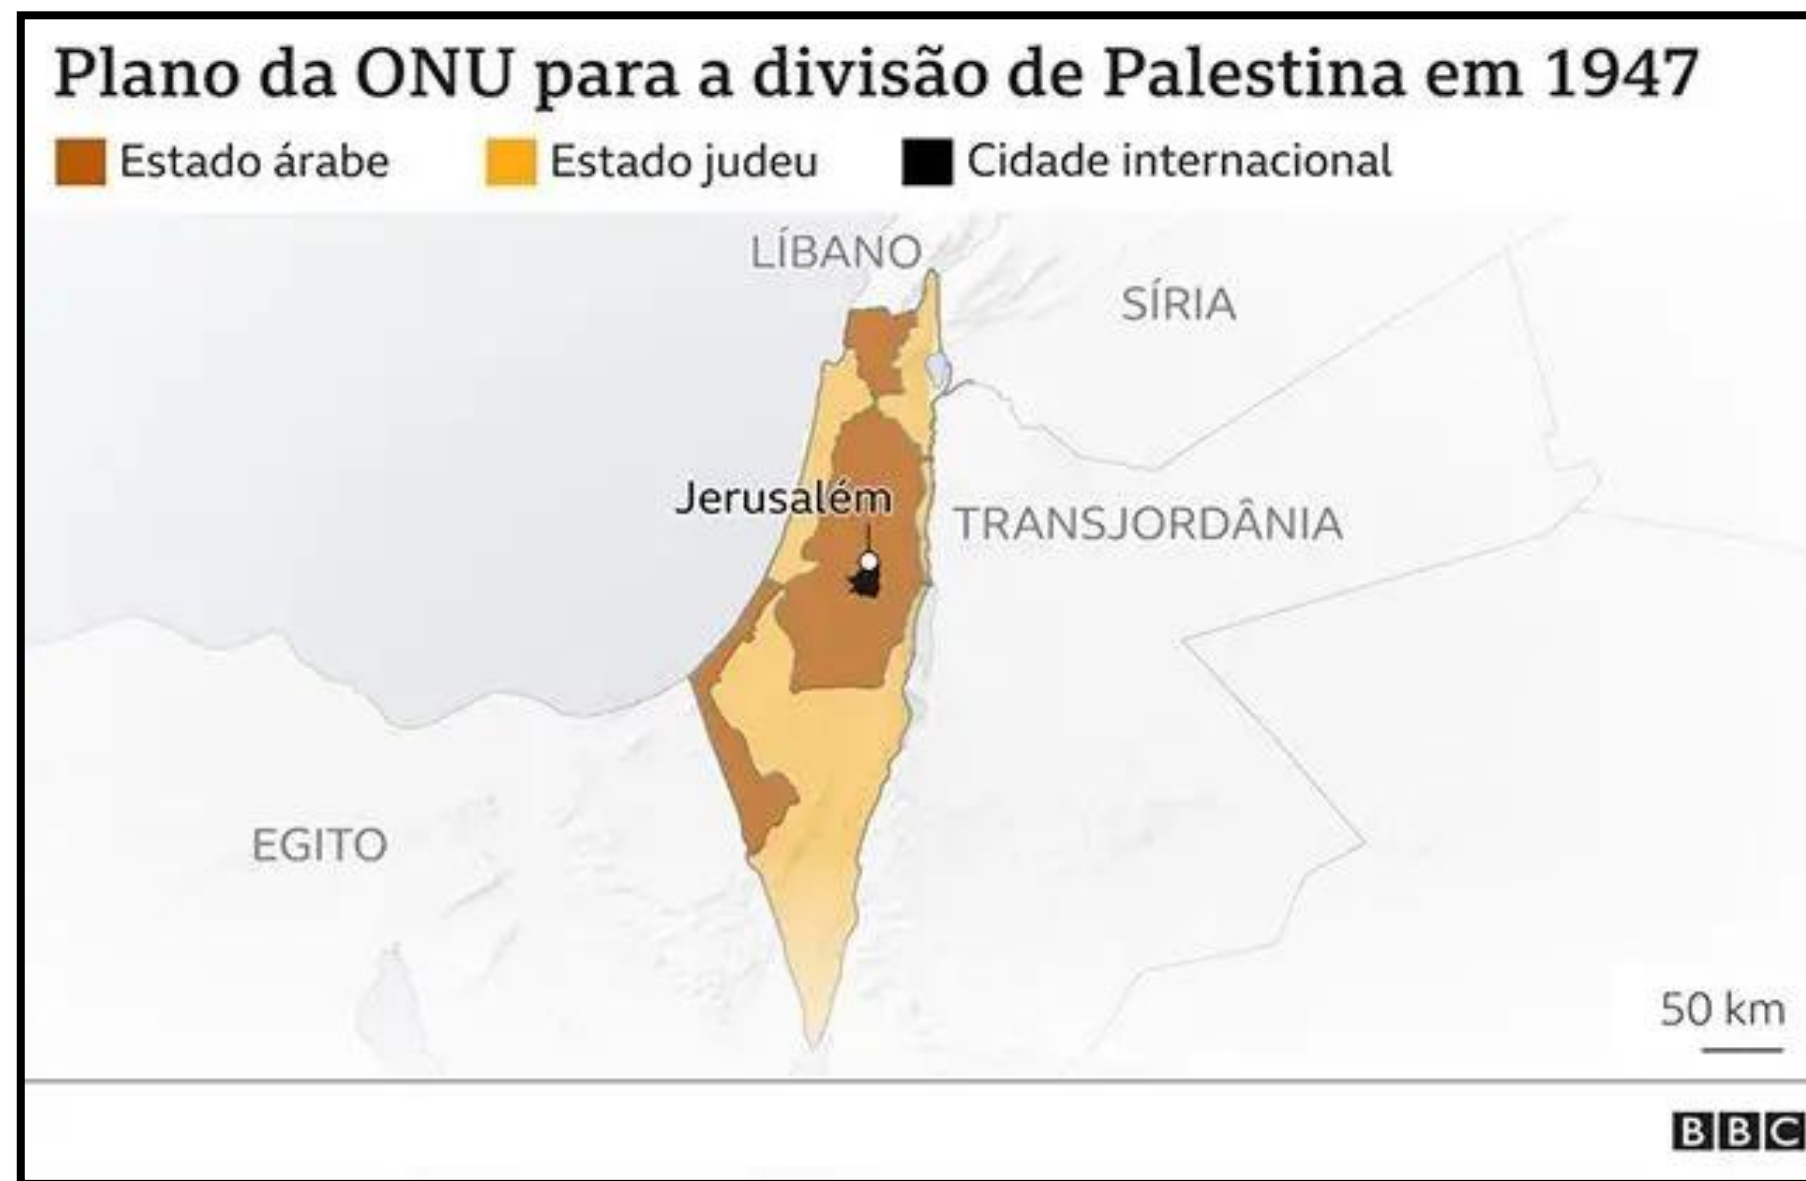 Plano da ONU para a divisão de Palestina em 1947
Estado árabe Estado judeu Cidade internacional
LÍBANO
SÍRIA
Jerusalém
TRANSJORDÂNIA
EGITO
50 km
BBC